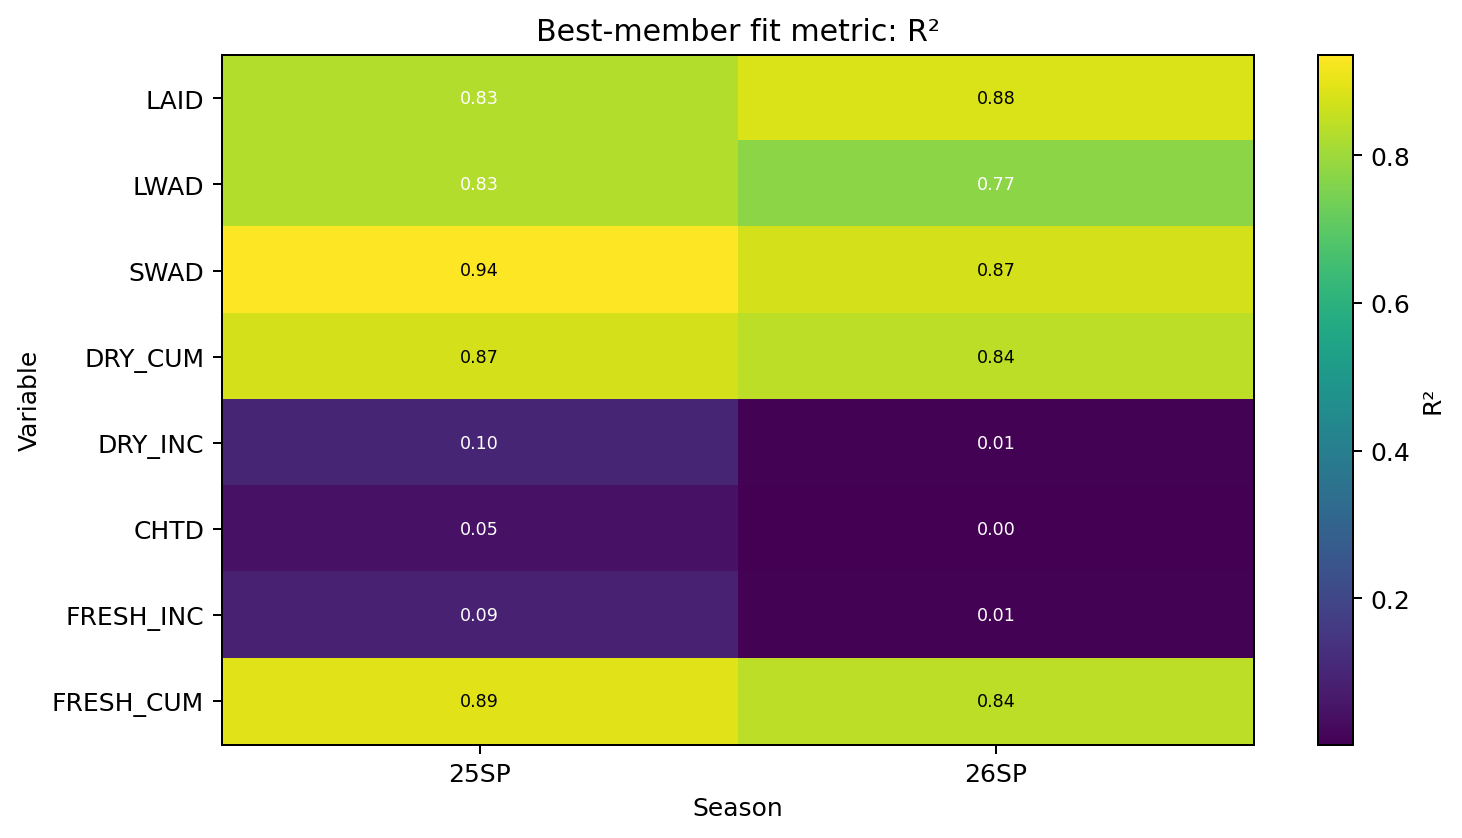 Best-member fit metric: R²
LAID 0.83 0.88
LWAD 0.83 0.77
SWAD 0.94 0.87
DRY_CUM 0.87 0.84
DRY_INC 0.10 0.01
CHTD 0.05 0.00
FRESH_INC 0.09 0.01
FRESH_CUM 0.89 0.84
25SP 26SP
Season
Variable
0.8
0.6
0.4
0.2
R²